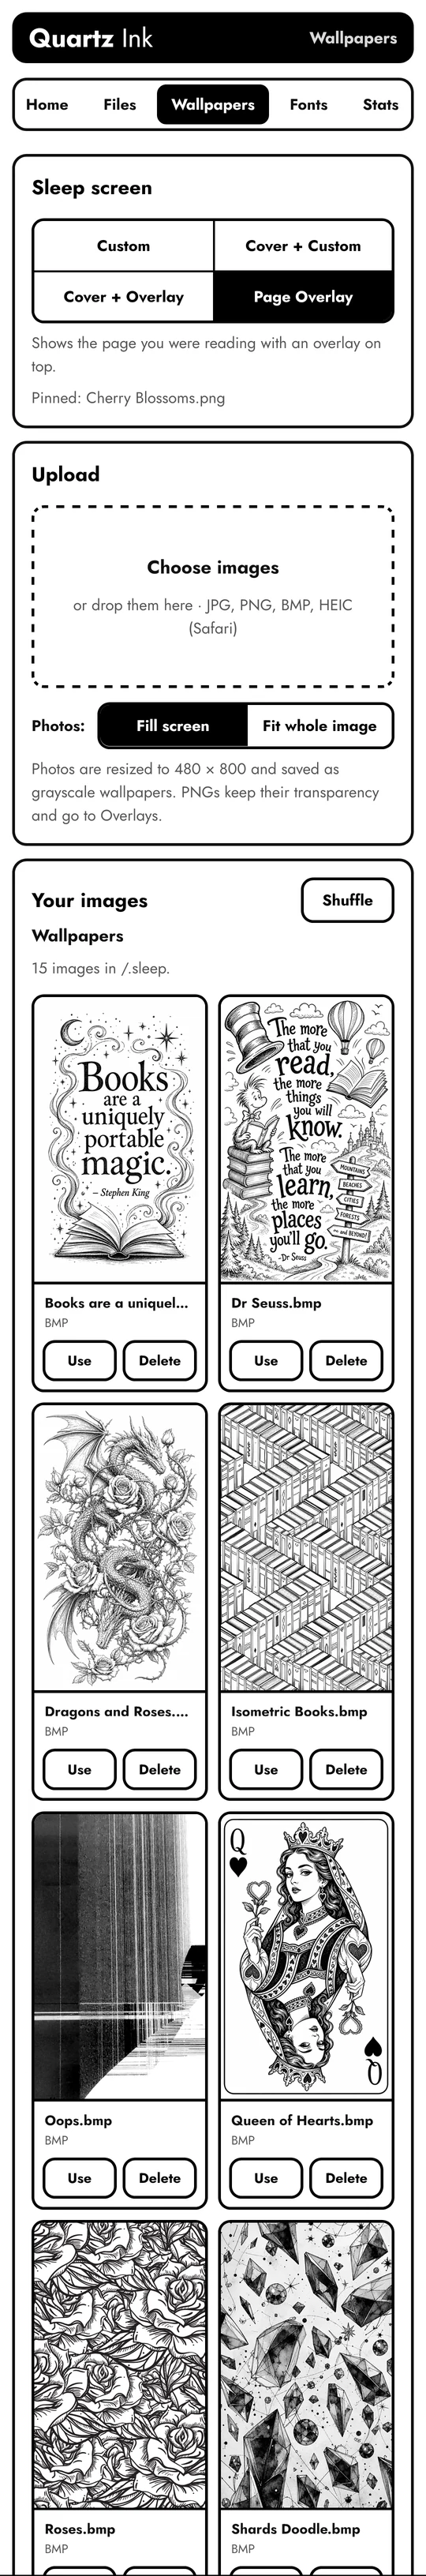 Quartz Ink
Wallpapers
Home
Files
Wallpapers
Fonts
Stats
Sleep screen
Custom
Cover + Custom
Cover + Overlay
Page Overlay
Shows the page you were reading with an overlay on
top.
Pinned: Cherry Blossoms.png
Upload
Choose images
or drop them here · JPG, PNG, BMP, HEIC
(Safari)
Photos:
Fill screen
Fit whole image
Photos are resized to 480 × 800 and saved as
grayscale wallpapers. PNGs keep their transparency
and go to Overlays.
Your images
Shuffle
Wallpapers
15 images in /.sleep.
Books
are a
uniquely
portable
magic.
– Stephen King
The more
that you
read,
the more
things
you will
know.
The more
that you
learn,
the more
places
you'll go.
-Dr Seuss
MOUNTAINS
BEACHES
CITIES
FORESTS
and BEYOND!
Books are a uniquel...
BMP
Use
Delete
Dr Seuss.bmp
BMP
Use
Delete
Dragons and Roses....
BMP
Use
Delete
Isometric Books.bmp
BMP
Use
Delete
Q
Q
Oops.bmp
BMP
Use
Delete
Queen of Hearts.bmp
BMP
Use
Delete
Roses.bmp
BMP
Shards Doodle.bmp
BMP